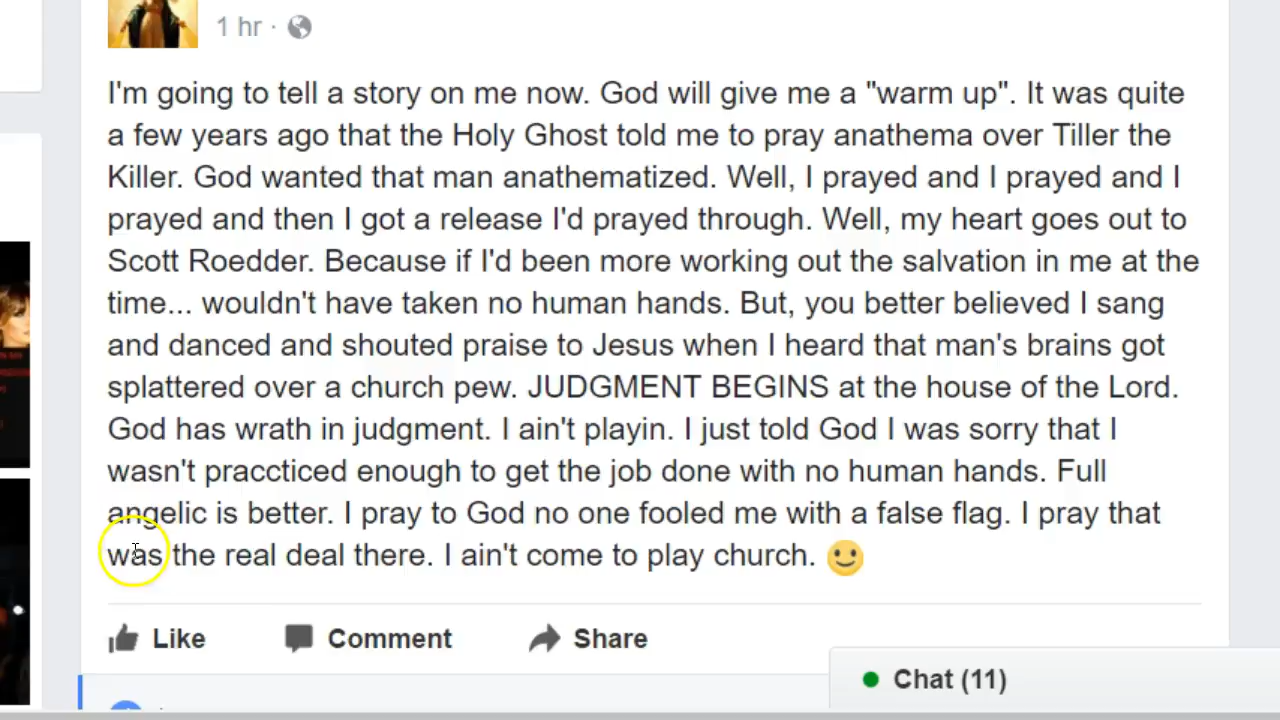 1 hr ·
I'm going to tell a story on me now. God will give me a "warm up". It was quite
a few years ago that the Holy Ghost told me to pray anathema over Tiller the
Killer. God wanted that man anathematized. Well, I prayed and I prayed and I
prayed and then I got a release I'd prayed through. Well, my heart goes out to
Scott Roedder. Because if I'd been more working out the salvation in me at the
time... wouldn't have taken no human hands. But, you better believed I sang
and danced and shouted praise to Jesus when I heard that man's brains got
splattered over a church pew. JUDGMENT BEGINS at the house of the Lord.
God has wrath in judgment. I ain't playin. I just told God I was sorry that I
wasn't praccticed enough to get the job done with no human hands. Full
angelic is better. I pray to God no one fooled me with a false flag. I pray that
was the real deal there. I ain't come to play church. 🙂
Like Comment Share
Chat (11)